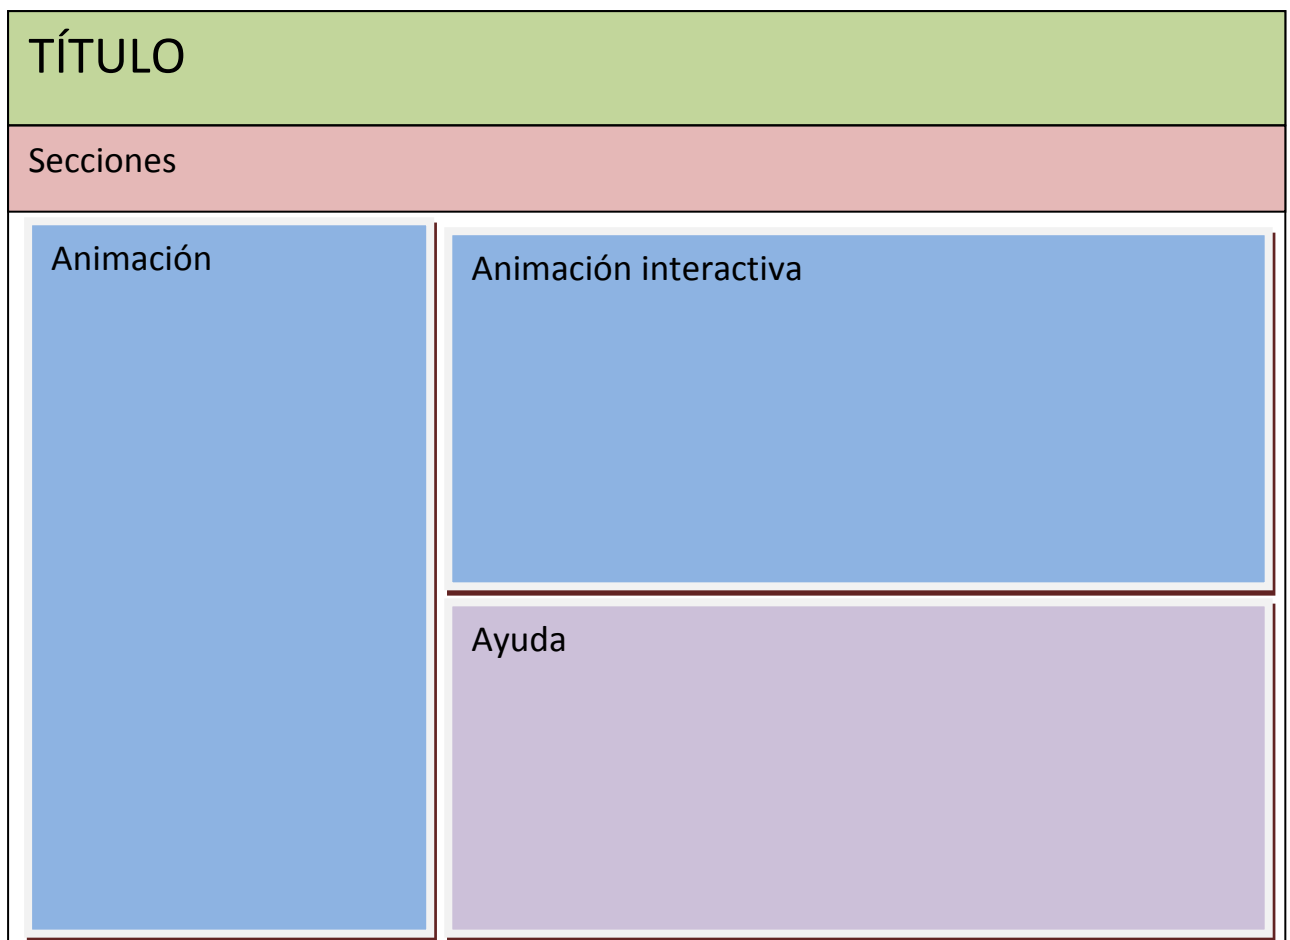 TÍTULO
Secciones
Animación
Animación interactiva
Ayuda